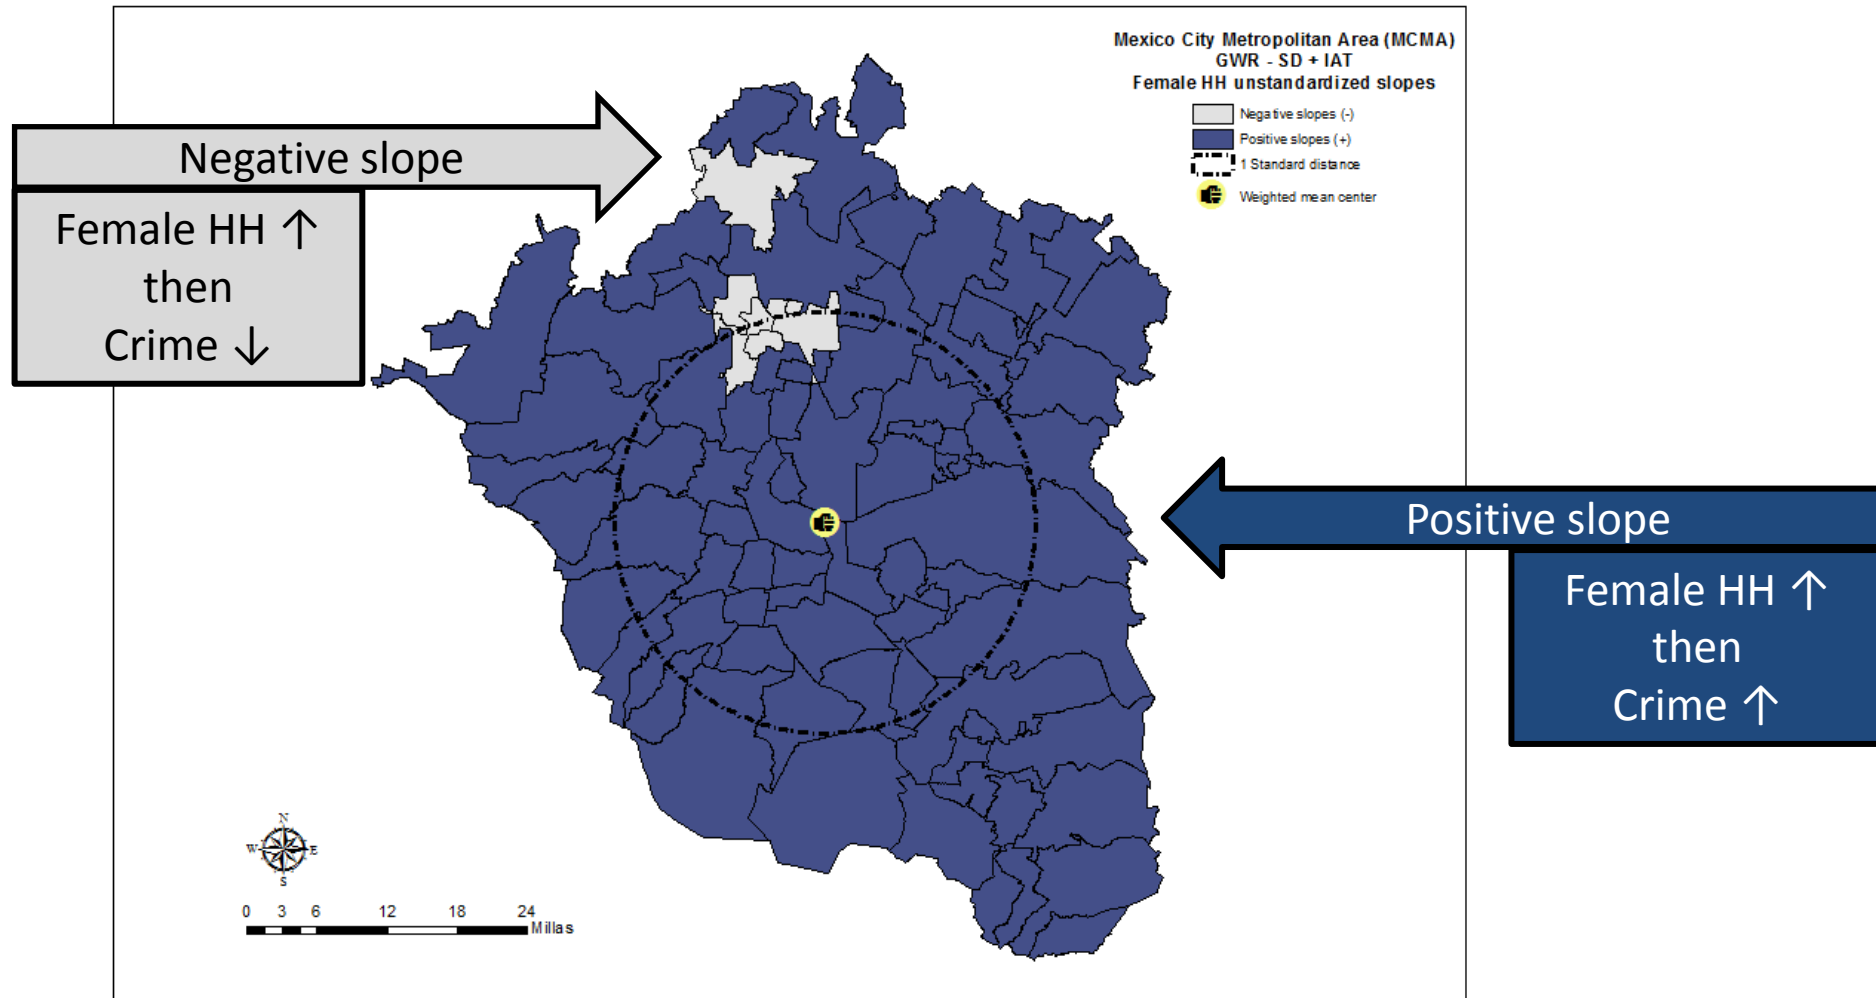 Mexico City Metropolitan Area (MCMA)
GWR - SD + IAT
Female HH unstandardized slopes
Negative slopes (-)
Positive slopes (+)
1 Standard distance
Weighted mean center
Negative slope
Female HH ↑
then
Crime ↓
Positive slope
Female HH ↑
then
Crime ↑
N
W E
S
0 3 6 12 18 24
Millas